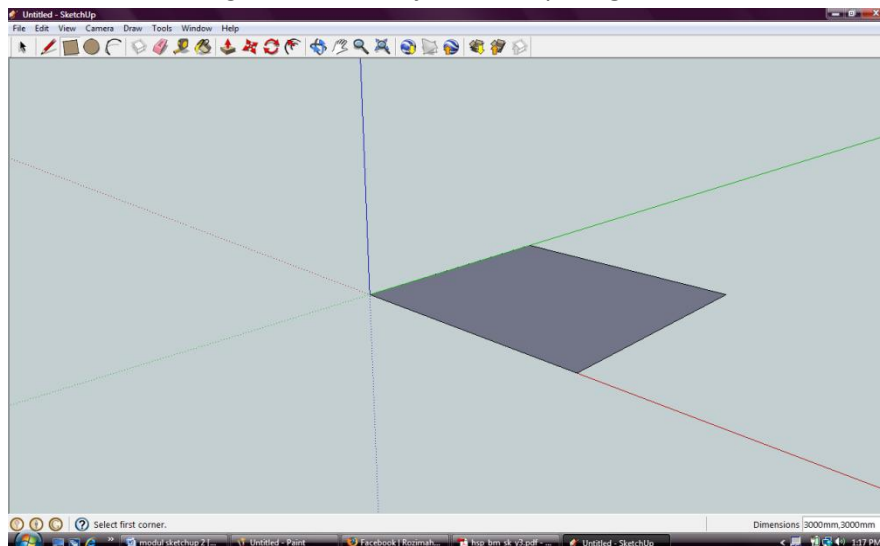 Untitled - SketchUp
File Edit View Camera Draw Tools Window Help
Select first corner.
Dimensions 3000mm,3000mm
modul sketchup 2 [...
Untitled - Paint
Facebook | Rozimah...
hsp_bm_sk_v3.pdf - ...
Untitled - SketchUp
1:17 PM